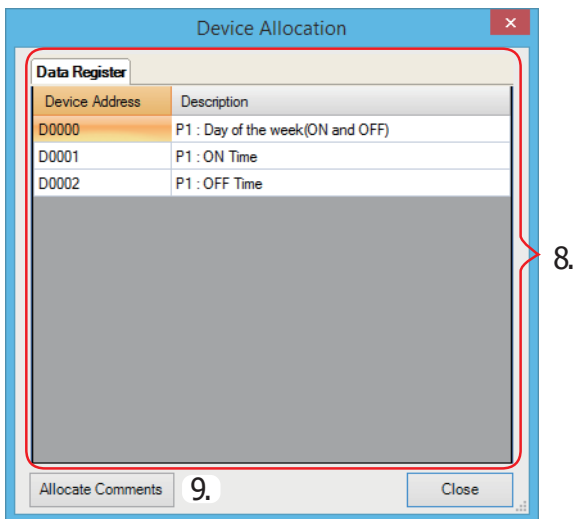 Device Allocation
×
Data Register
Device Address Description
D0000 P1 : Day of the week(ON and OFF)
D0001 P1 : ON Time
D0002 P1 : OFF Time
8.
Allocate Comments 9. Close